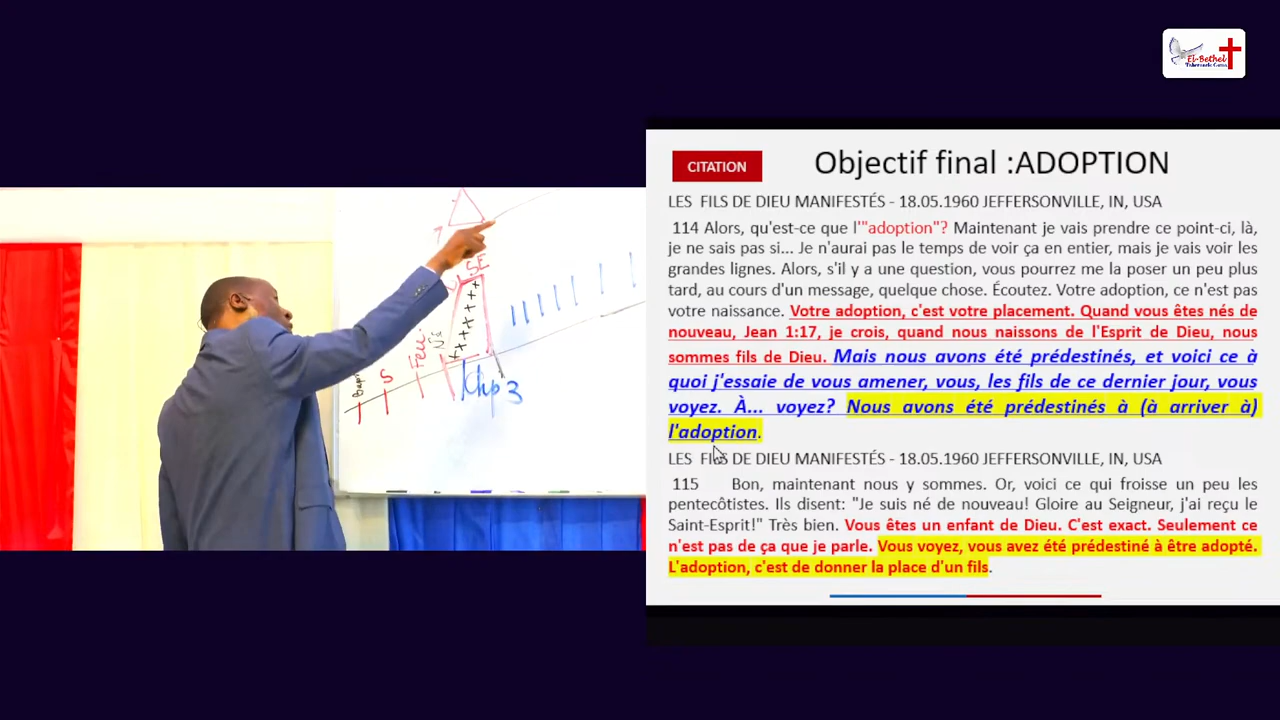 El-Bethel
CITATION
Objectif final :ADOPTION
LES FILS DE DIEU MANIFESTÉS - 18.05.1960 JEFFERSONVILLE, IN, USA
114 Alors, qu'est-ce que l'"adoption"? Maintenant je vais prendre ce point-ci, là,
je ne sais pas si... Je n'aurai pas le temps de voir ça en entier, mais je vais voir les
grandes lignes. Alors, s'il y a une question, vous pourrez me la poser un peu plus
tard, au cours d'un message, quelque chose. Écoutez. Votre adoption, ce n'est pas
votre naissance. Votre adoption, c'est votre placement. Quand vous êtes nés de
nouveau, Jean 1:17, je crois, quand nous naissons de l'Esprit de Dieu, nous
sommes fils de Dieu. Mais nous avons été prédestinés, et voici ce à
quoi j'essaie de vous amener, vous, les fils de ce dernier jour, vous
voyez. À... voyez? Nous avons été prédestinés à (à arriver à)
l'adoption.
LES FILS DE DIEU MANIFESTÉS - 18.05.1960 JEFFERSONVILLE, IN, USA
115 Bon, maintenant nous y sommes. Or, voici ce qui froisse un peu les
pentecôtistes. Ils disent: "Je suis né de nouveau! Gloire au Seigneur, j'ai reçu le
Saint-Esprit!" Très bien. Vous êtes un enfant de Dieu. C'est exact. Seulement ce
n'est pas de ça que je parle. Vous voyez, vous avez été prédestiné à être adopté.
L'adoption, c'est de donner la place d'un fils.
SE
S
Chp 3